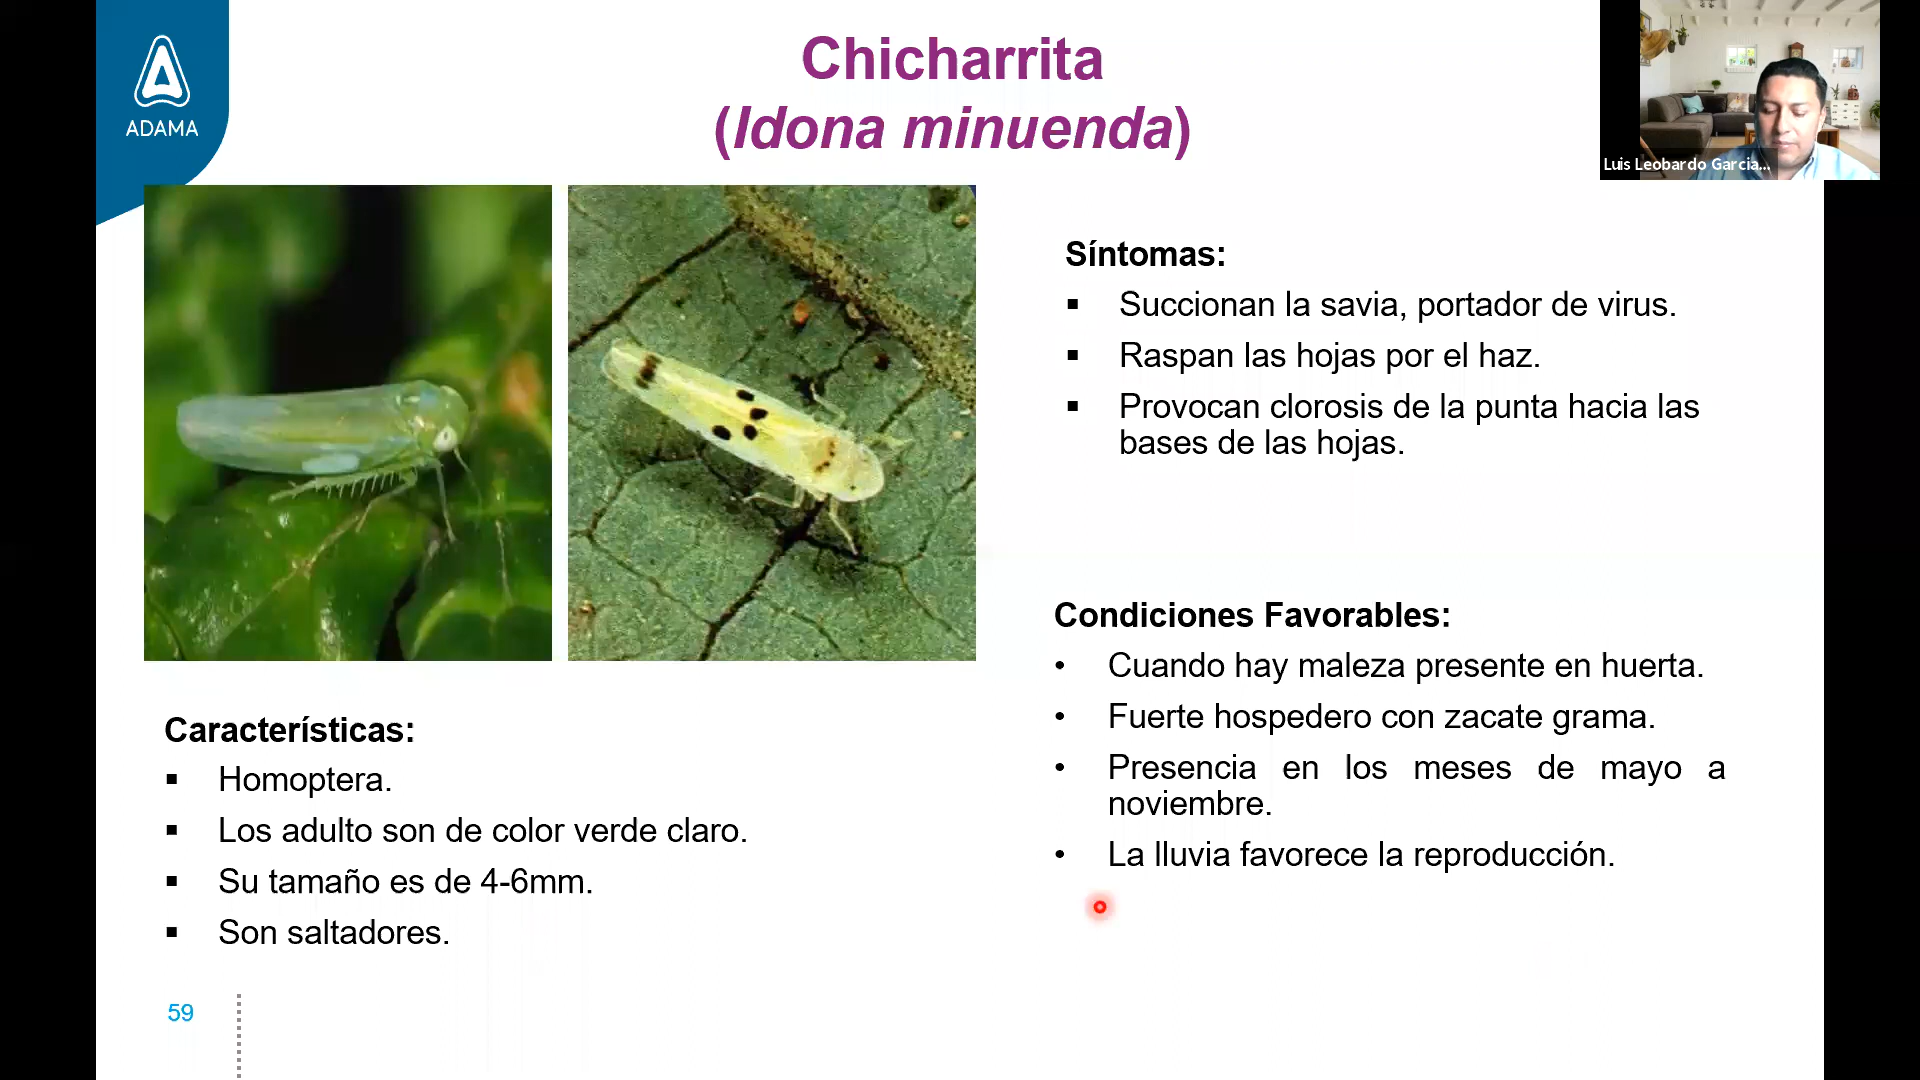 ADAMA
Chicharrita
(Idona minuenda)
Luis Leobardo Garcia...
Síntomas:
▪ Succionan la savia, portador de virus.
▪ Raspan las hojas por el haz.
▪ Provocan clorosis de la punta hacia las
bases de las hojas.
Condiciones Favorables:
• Cuando hay maleza presente en huerta.
• Fuerte hospedero con zacate grama.
• Presencia en los meses de mayo a
noviembre.
• La lluvia favorece la reproducción.
Características:
▪ Homoptera.
▪ Los adulto son de color verde claro.
▪ Su tamaño es de 4-6mm.
▪ Son saltadores.
59